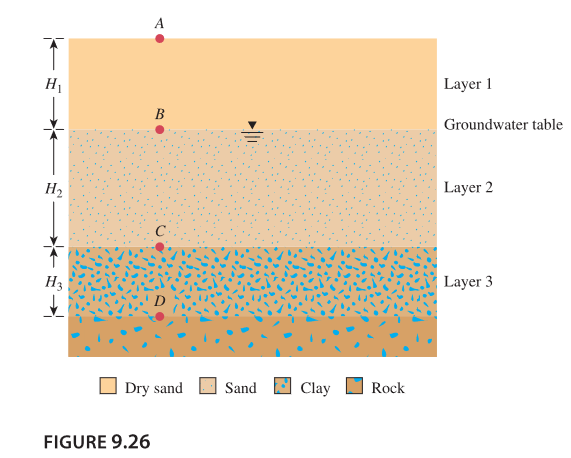 A
H1
Layer 1
B
Groundwater table
H2
Layer 2
C
H3
Layer 3
D
Dry sand Sand Clay Rock
FIGURE 9.26